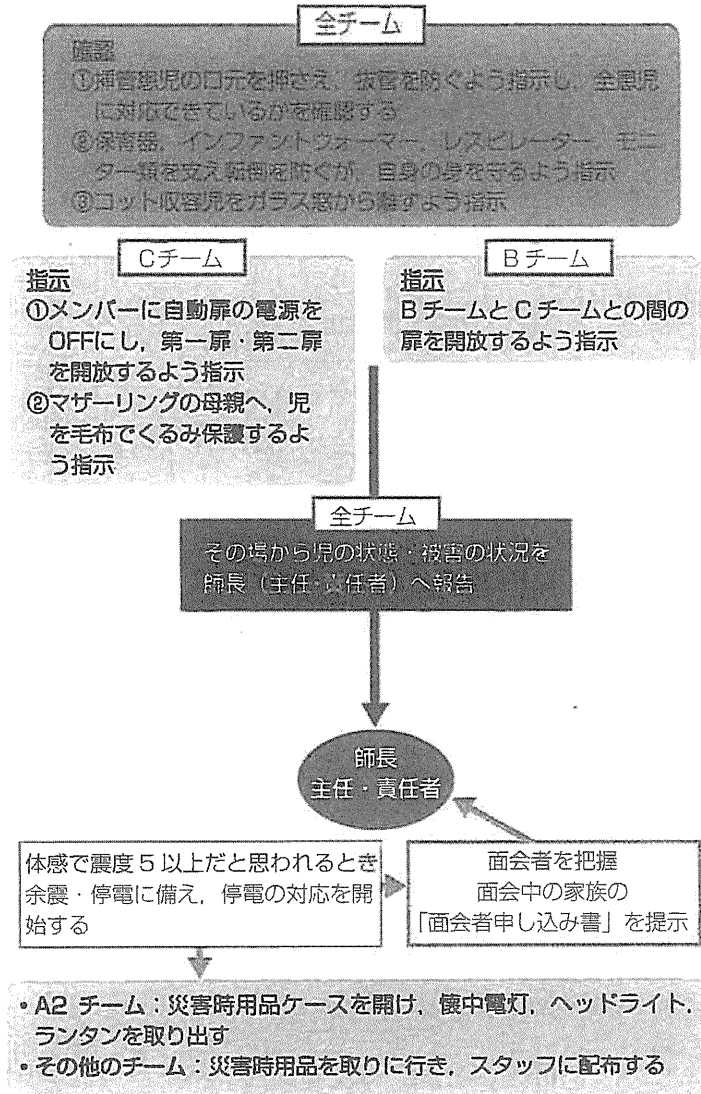 全チーム
確認
①挿管患児の口元を押さえ，抜管を防ぐよう指示し，全患児
に対応できているかを確認する
②保育器，インファントウォーマー，レスピレーター，モニ
ター類を支え転倒を防ぐが，自身の身を守るよう指示
③コット収容児をガラス窓から離すよう指示
Cチーム
指示
①メンバーに自動扉の電源を
OFFにし，第一扉・第二扉
を開放するよう指示
②マザーリングの母親へ，児
を毛布でくるみ保護するよ
う指示
Bチーム
指示
BチームとCチームとの間の
扉を開放するよう指示
全チーム
その場から児の状態・被害の状況を
師長（主任・責任者）へ報告
師長
主任・責任者
体感で震度5以上だと思われるとき
余震・停電に備え，停電の対応を開
始する
面会者を把握
面会中の家族の
「面会者申し込み書」を提示
・A2 チーム：災害時用品ケースを開け，懐中電灯，ヘッドライト，
ランタンを取り出す
・その他のチーム：災害時用品を取りに行き，スタッフに配布する